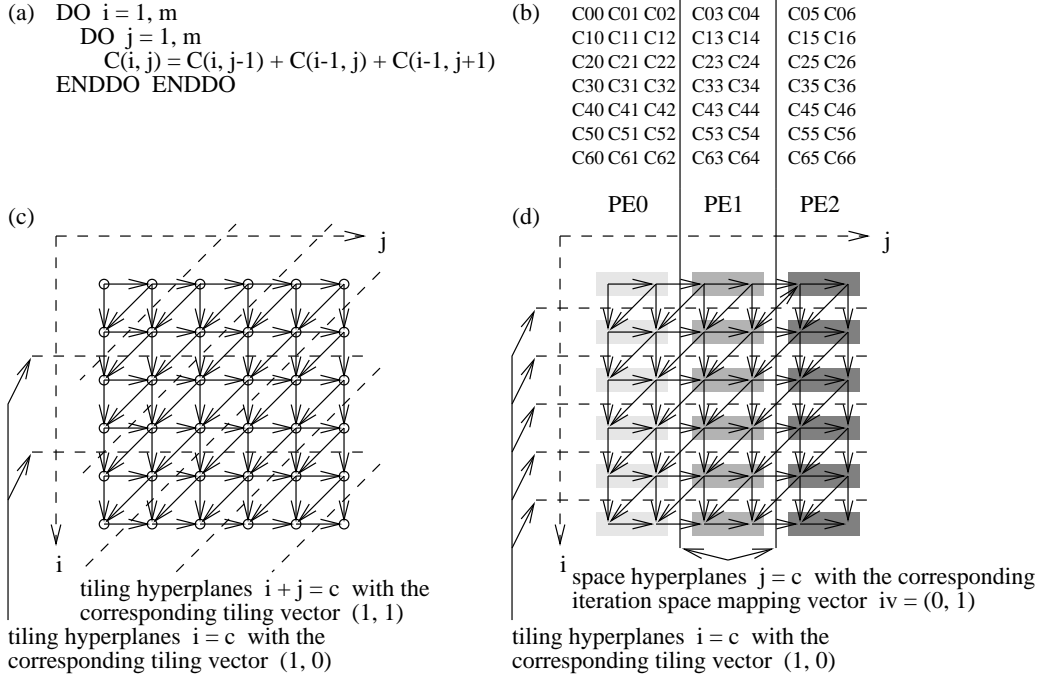 (a)
DO i = 1, m
DO j = 1, m
C(i, j) = C(i, j-1) + C(i-1, j) + C(i-1, j+1)
ENDDO ENDDO
(b)
C00 C01 C02 C03 C04 C05 C06
C10 C11 C12 C13 C14 C15 C16
C20 C21 C22 C23 C24 C25 C26
C30 C31 C32 C33 C34 C35 C36
C40 C41 C42 C43 C44 C45 C46
C50 C51 C52 C53 C54 C55 C56
C60 C61 C62 C63 C64 C65 C66
PE0 PE1 PE2
(c)
j
i
tiling hyperplanes i + j = c with the
corresponding tiling vector (1, 1)
tiling hyperplanes i = c with the
corresponding tiling vector (1, 0)
(d)
j
i
space hyperplanes j = c with the corresponding
iteration space mapping vector iv = (0, 1)
tiling hyperplanes i = c with the
corresponding tiling vector (1, 0)